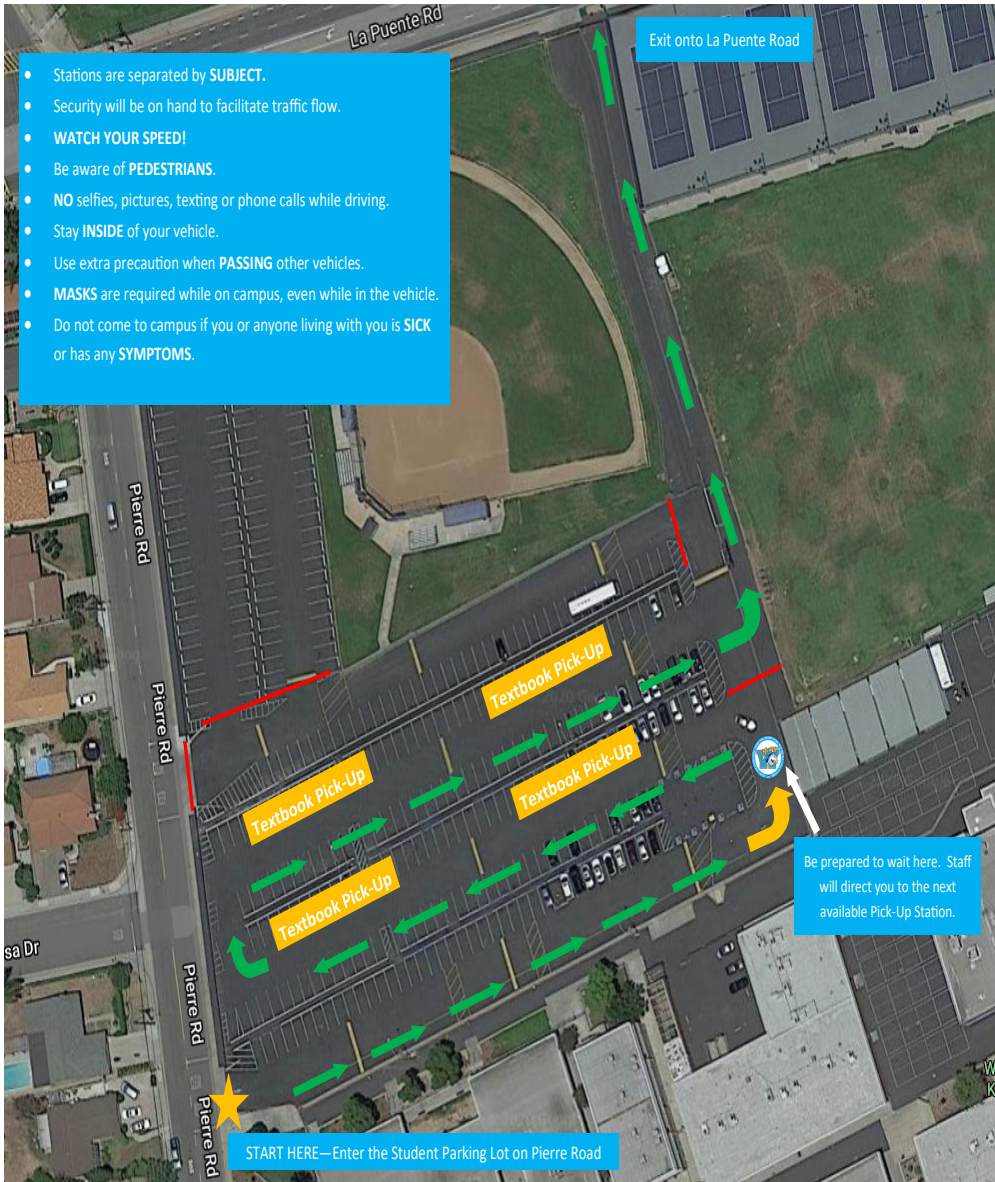 La Puente Rd
Exit onto La Puente Road
• Stations are separated by SUBJECT.
• Security will be on hand to facilitate traffic flow.
• WATCH YOUR SPEED!
• Be aware of PEDESTRIANS.
• NO selfies, pictures, texting or phone calls while driving.
• Stay INSIDE of your vehicle.
• Use extra precaution when PASSING other vehicles.
• MASKS are required while on campus, even while in the vehicle.
• Do not come to campus if you or anyone living with you is SICK
or has any SYMPTOMS.
Pierre Rd
Textbook Pick-Up
Pierre Rd
Textbook Pick-Up
Textbook Pick-Up
Textbook Pick-Up
Be prepared to wait here. Staff
will direct you to the next
available Pick-Up Station.
sa Dr
Pierre Rd
W
K
Pierre Rd
START HERE—Enter the Student Parking Lot on Pierre Road